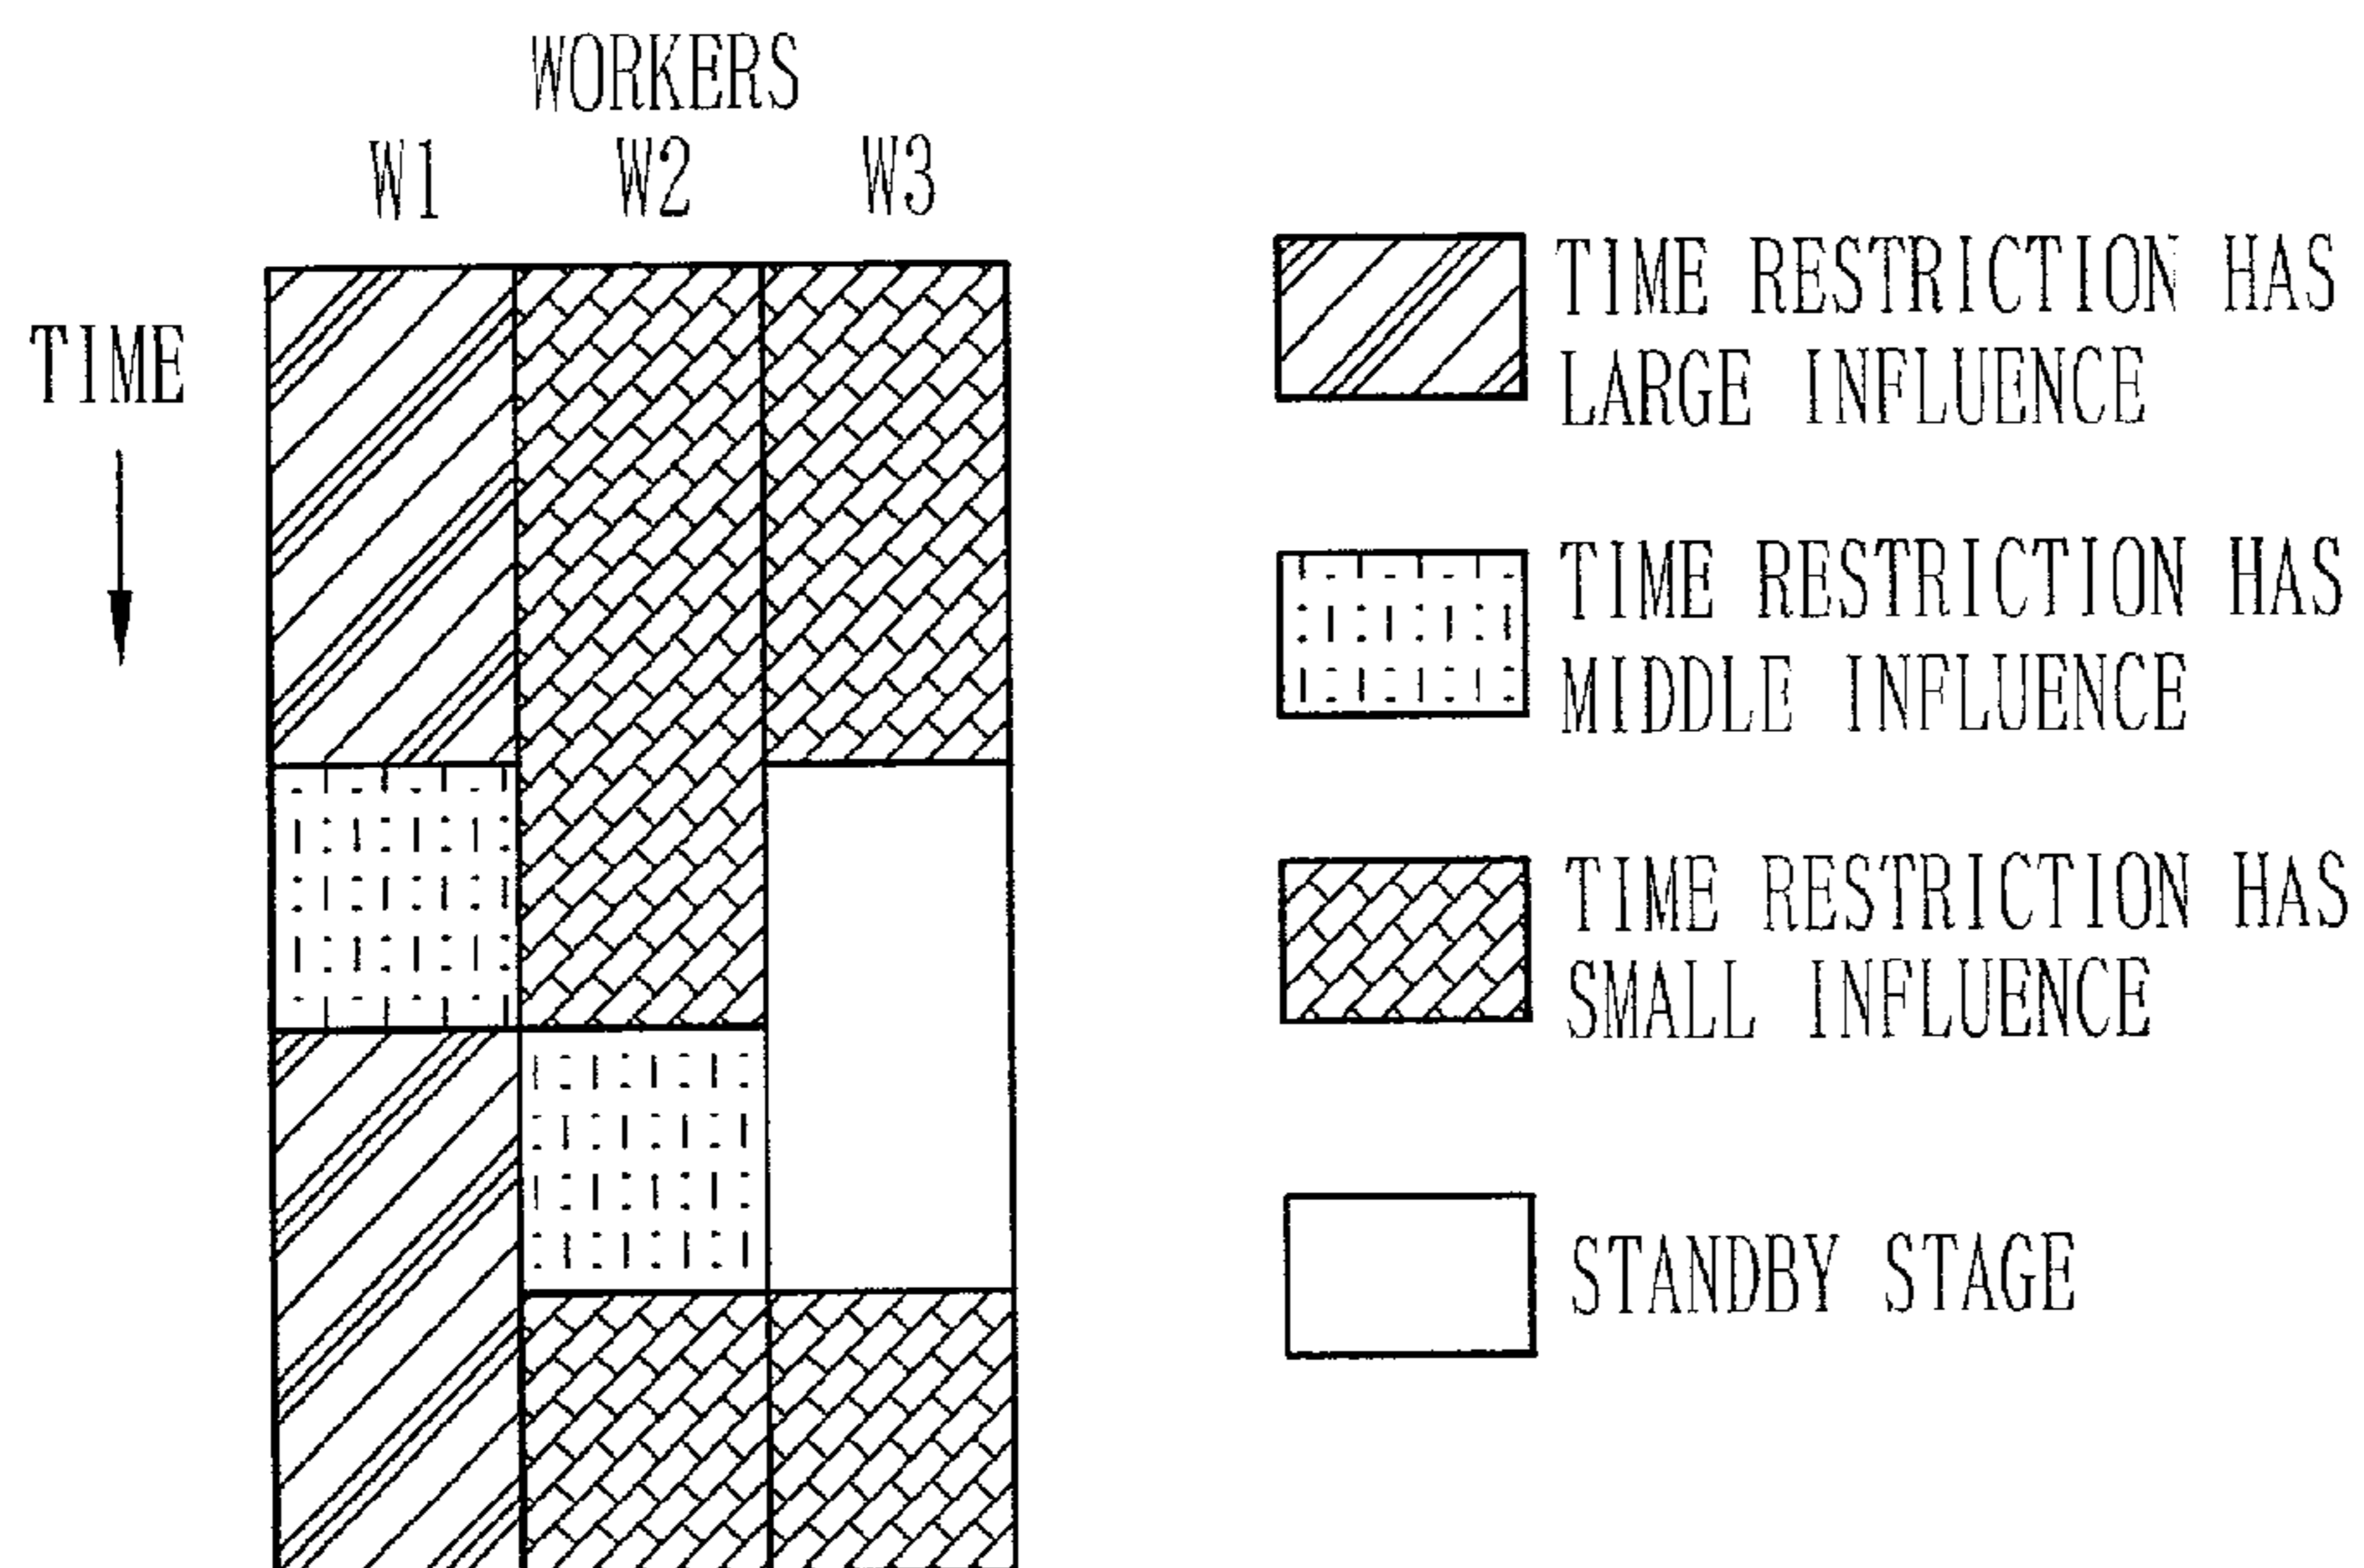 WORKERS
W1 W2 W3
TIME
TIME RESTRICTION HAS
LARGE INFLUENCE
TIME RESTRICTION HAS
MIDDLE INFLUENCE
TIME RESTRICTION HAS
SMALL INFLUENCE
STANDBY STAGE